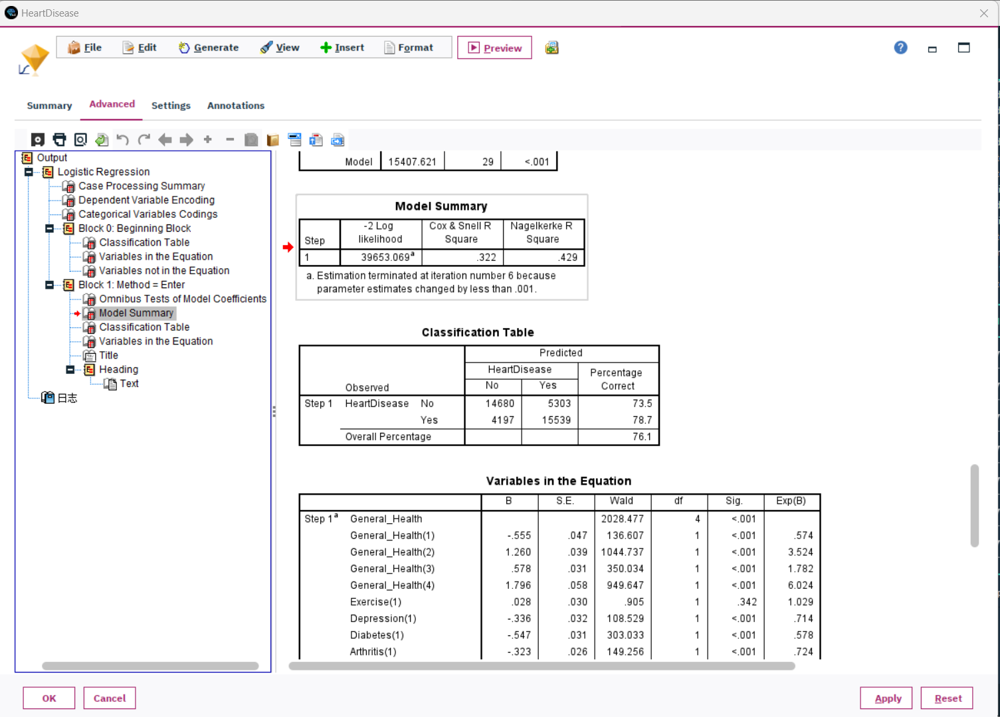 HeartDisease
File Edit Generate View Insert Format Preview
Summary Advanced Settings Annotations
Output
Logistic Regression
Case Processing Summary
Dependent Variable Encoding
Categorical Variables Codings
Block 0: Beginning Block
Classification Table
Variables in the Equation
Variables not in the Equation
Block 1: Method = Enter
Omnibus Tests of Model Coefficients
Model Summary
Classification Table
Variables in the Equation
Title
Heading
Text
日志
Model 15407.621 29 <.001
Model Summary
Step -2 Log likelihood Cox & Snell R Square Nagelkerke R Square
1 39653.069a .322 .429
a. Estimation terminated at iteration number 6 because
parameter estimates changed by less than .001.
Classification Table
Predicted
HeartDisease Percentage Correct
Observed No Yes
Step 1 HeartDisease No 14680 5303 73.5
Yes 4197 15539 78.7
Overall Percentage 76.1
Variables in the Equation
B S.E. Wald df Sig. Exp(B)
Step 1a General_Health 2028.477 4 <.001
General_Health(1) -.555 .047 136.607 1 <.001 .574
General_Health(2) 1.260 .039 1044.737 1 <.001 3.524
General_Health(3) .578 .031 350.034 1 <.001 1.782
General_Health(4) 1.796 .058 949.647 1 <.001 6.024
Exercise(1) .028 .030 .905 1 .342 1.029
Depression(1) -.336 .032 108.529 1 <.001 .714
Diabetes(1) -.547 .031 303.033 1 <.001 .578
Arthritis(1) -.323 .026 149.256 1 <.001 .724
OK Cancel Apply Reset